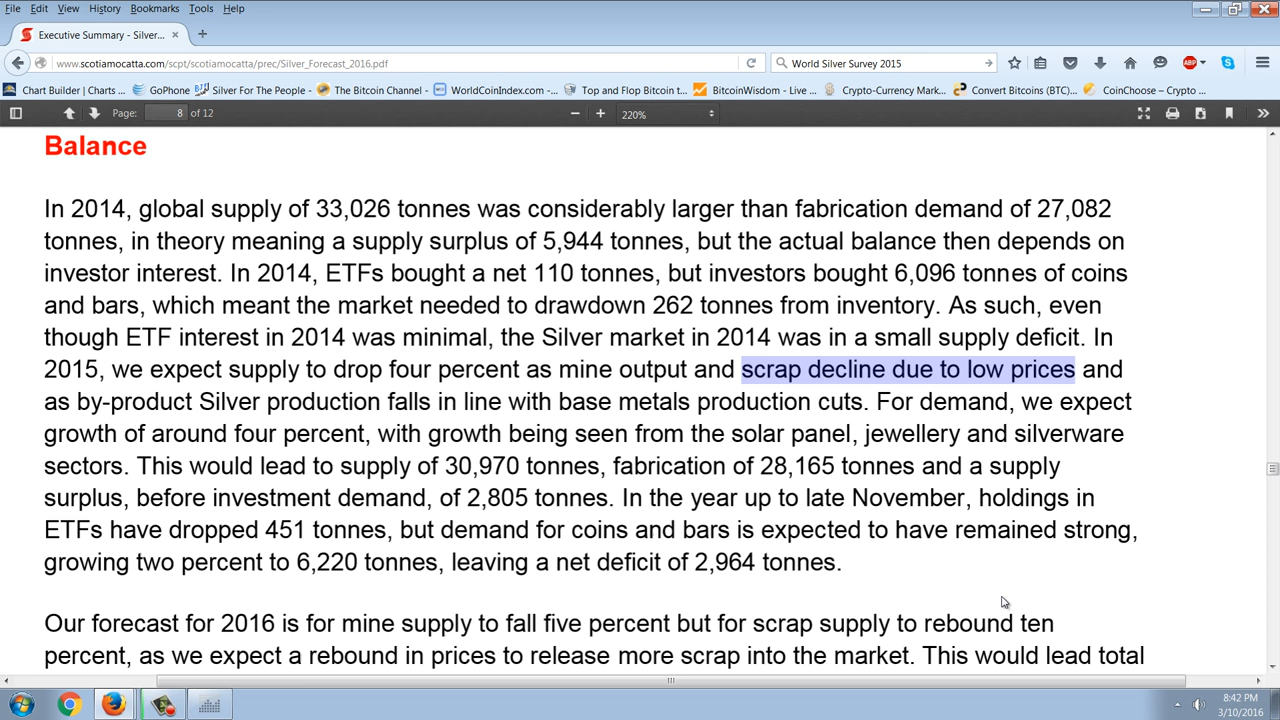 File Edit View History Bookmarks Tools Help
Executive Summary - Silver... × +
www.scotiamocatta.com/scpt/scotiamocatta/prec/Silver_Forecast_2016.pdf World Silver Survey 2015
Chart Builder | Charts ... GoPhone Silver For The People - The Bitcoin Channel - WorldCoinIndex.com - Top and Flop Bitcoin t... BitcoinWisdom - Live ... Crypto-Currency Mark... Convert Bitcoins (BTC)... CoinChoose – Crypto ...
Page: 8 of 12 220%
Balance
In 2014, global supply of 33,026 tonnes was considerably larger than fabrication demand of 27,082
tonnes, in theory meaning a supply surplus of 5,944 tonnes, but the actual balance then depends on
investor interest. In 2014, ETFs bought a net 110 tonnes, but investors bought 6,096 tonnes of coins
and bars, which meant the market needed to drawdown 262 tonnes from inventory. As such, even
though ETF interest in 2014 was minimal, the Silver market in 2014 was in a small supply deficit. In
2015, we expect supply to drop four percent as mine output and scrap decline due to low prices and
as by-product Silver production falls in line with base metals production cuts. For demand, we expect
growth of around four percent, with growth being seen from the solar panel, jewellery and silverware
sectors. This would lead to supply of 30,970 tonnes, fabrication of 28,165 tonnes and a supply
surplus, before investment demand, of 2,805 tonnes. In the year up to late November, holdings in
ETFs have dropped 451 tonnes, but demand for coins and bars is expected to have remained strong,
growing two percent to 6,220 tonnes, leaving a net deficit of 2,964 tonnes.
Our forecast for 2016 is for mine supply to fall five percent but for scrap supply to rebound ten
percent, as we expect a rebound in prices to release more scrap into the market. This would lead total
8:42 PM
3/10/2016